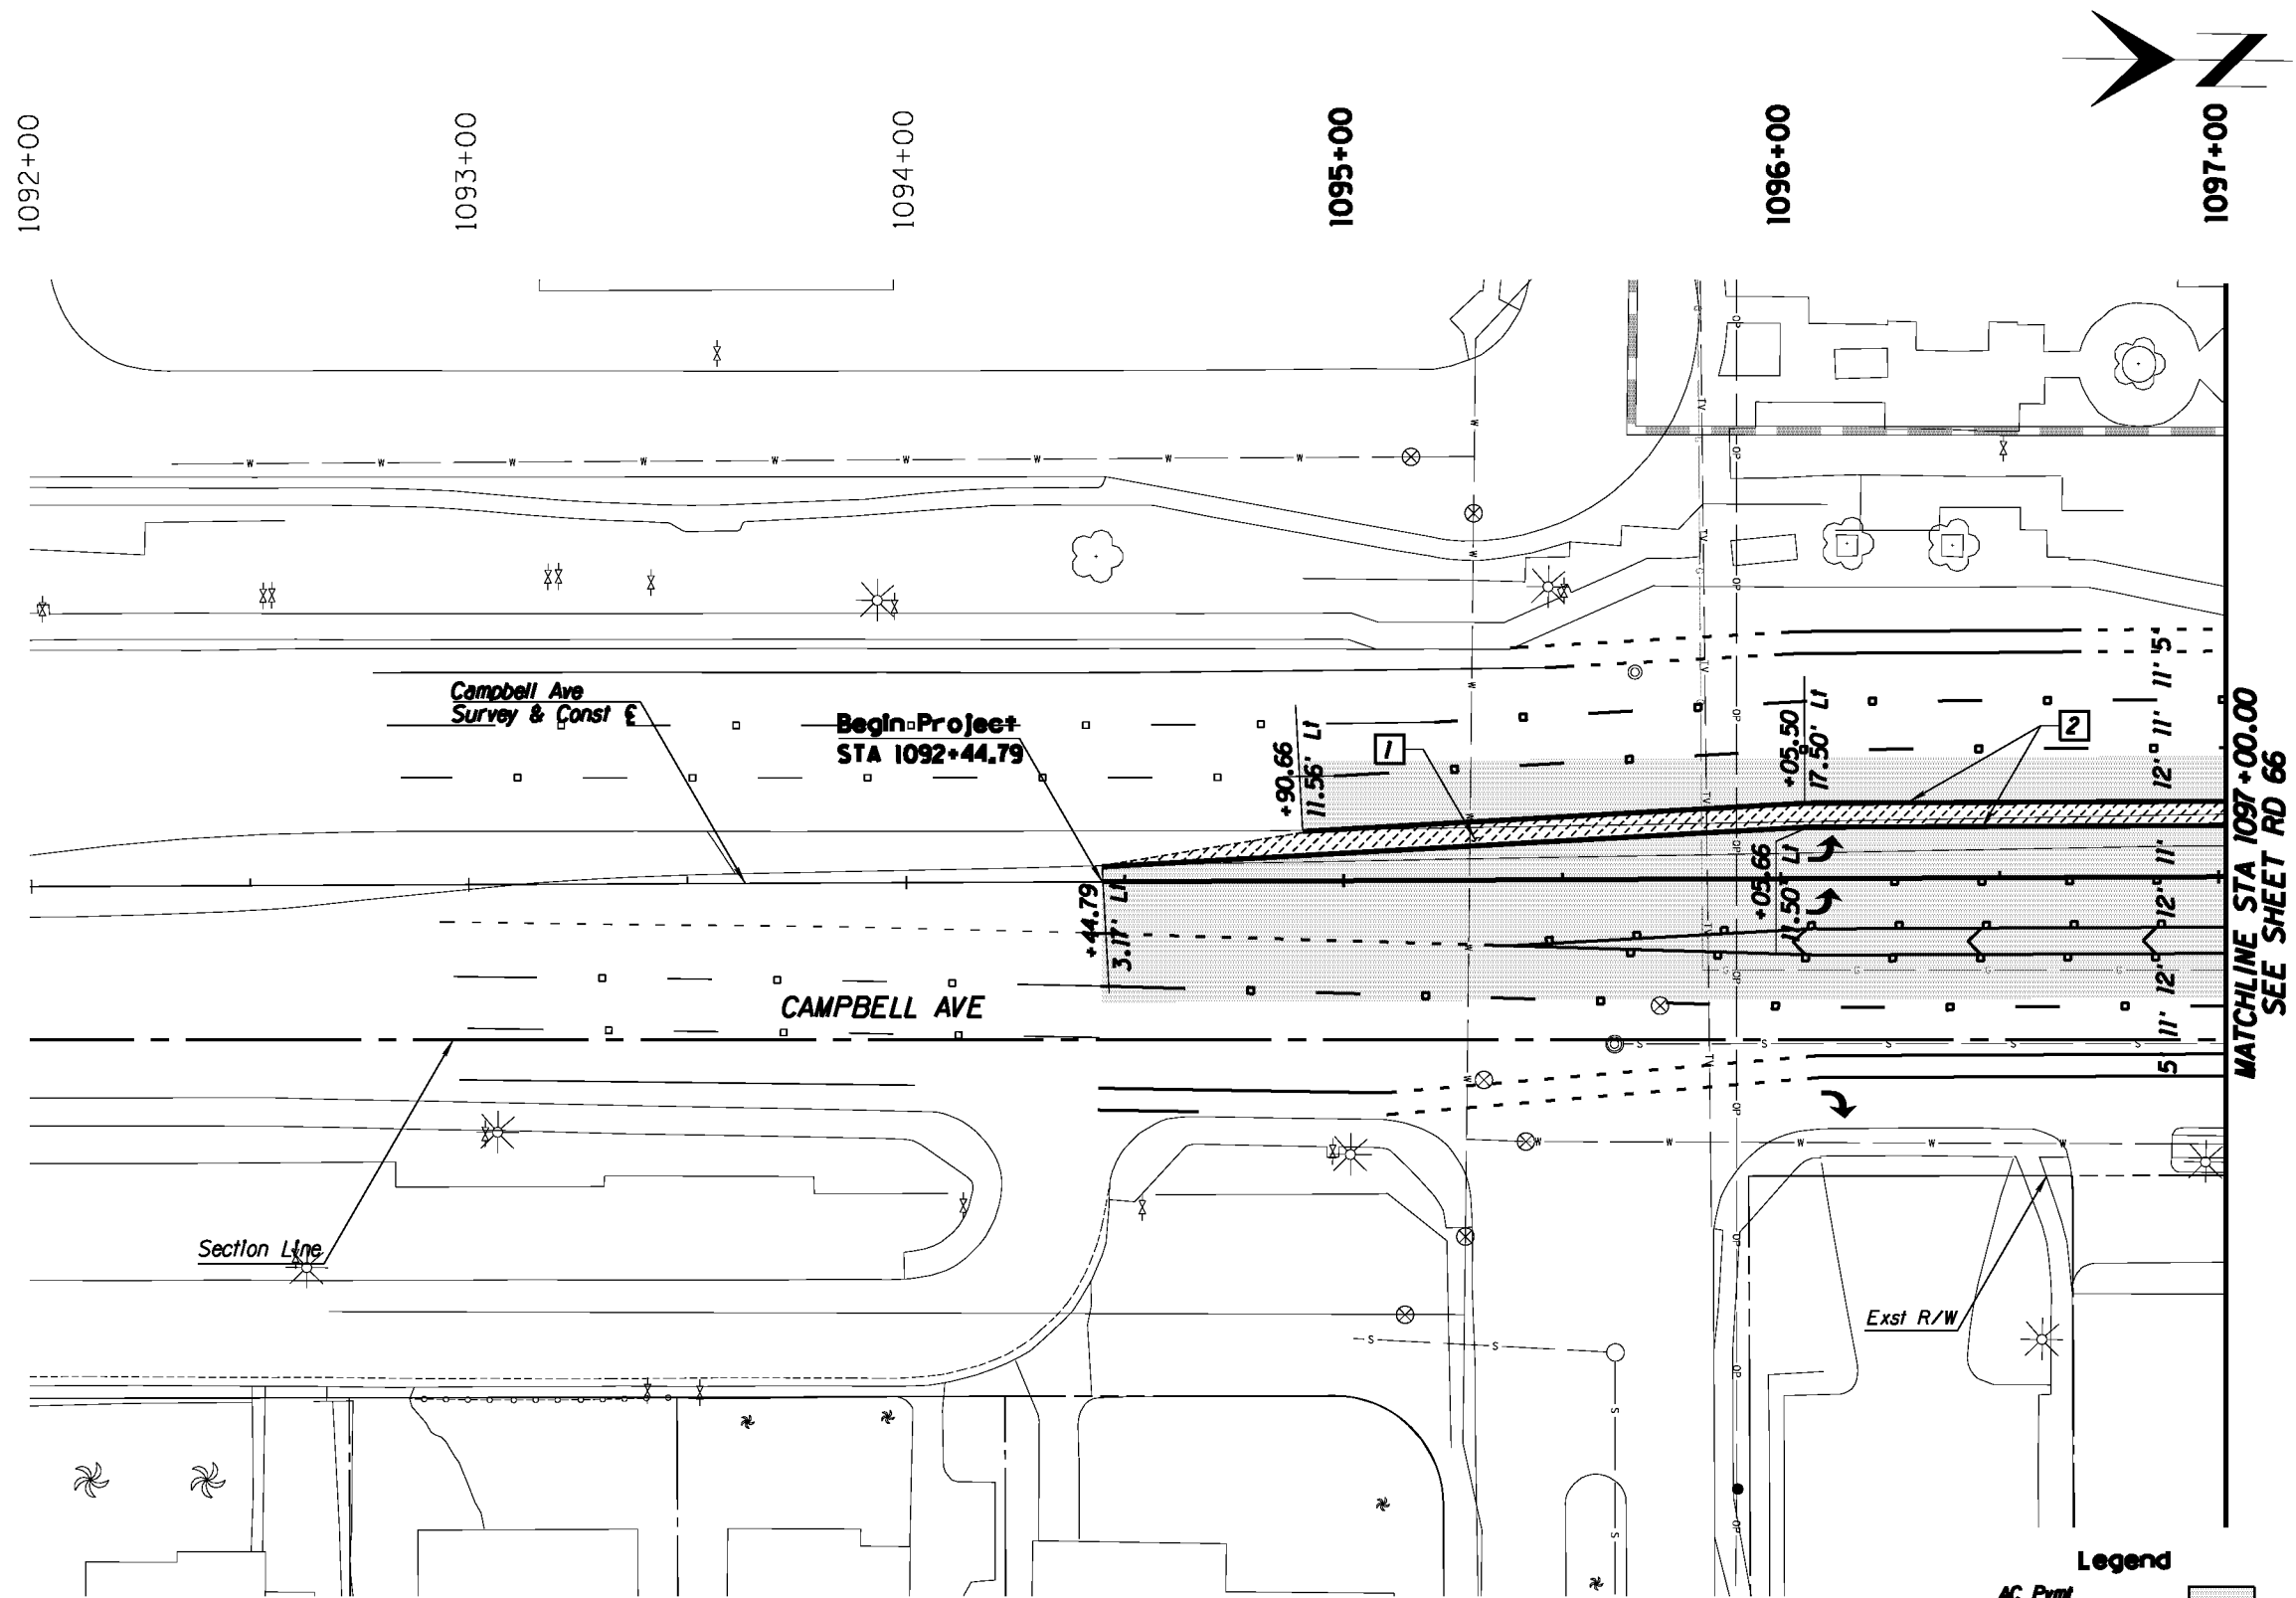 N
1092+00
1093+00
1094+00
1095+00
1096+00
1097+00
Campbell Ave
Survey & Const ℄
Begin Project
STA 1092+44.79
+90.66
11.56' Lt
1
+05.50
17.50' Lt
2
5'
11'
11'
12'
11'
12'
12'
11'
5'
+05.66
11.50' Lt
+44.79
3.17' Lt
CAMPBELL AVE
MATCHLINE STA 1097+00.00
SEE SHEET RD 66
Section Line
Exst R/W
Legend
AC Pvmt